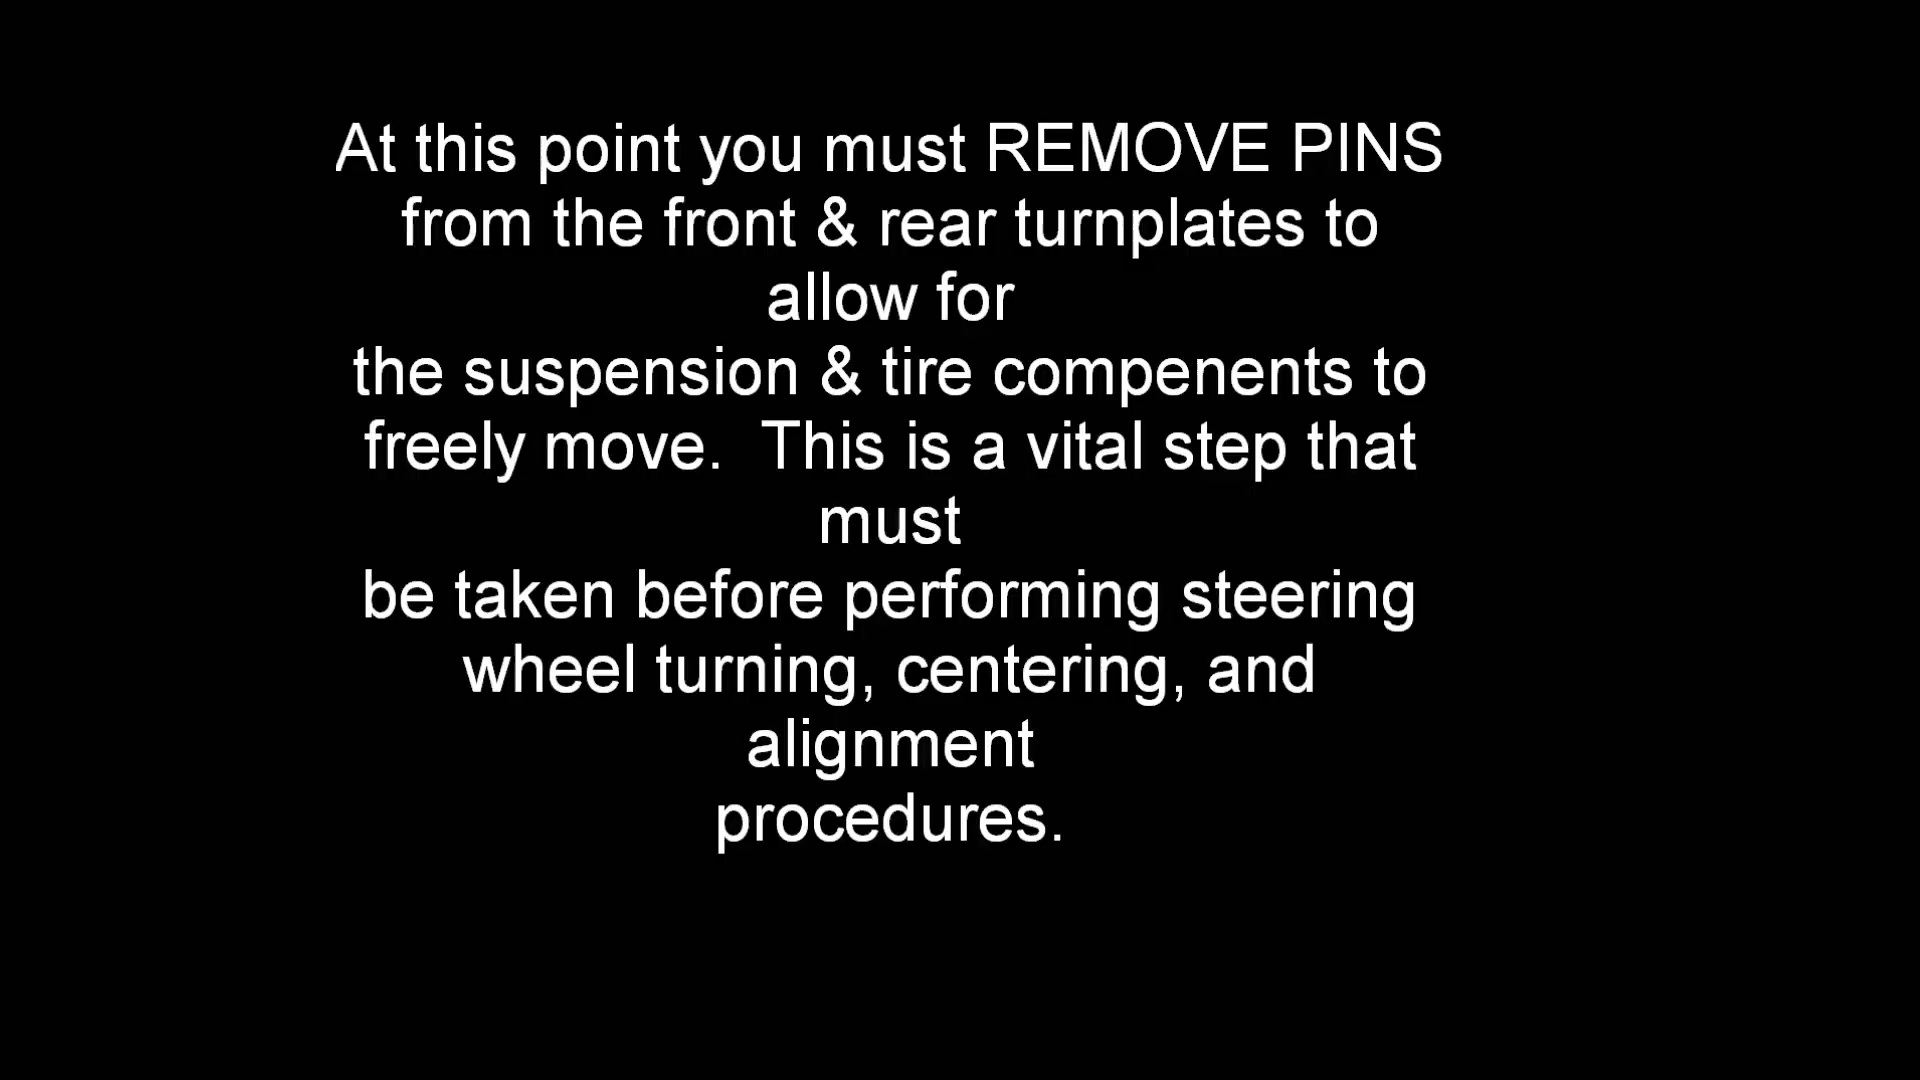 At this point you must REMOVE PINS
from the front & rear turnplates to
allow for
the suspension & tire compenents to
freely move.  This is a vital step that
must
be taken before performing steering
wheel turning, centering, and
alignment
procedures.